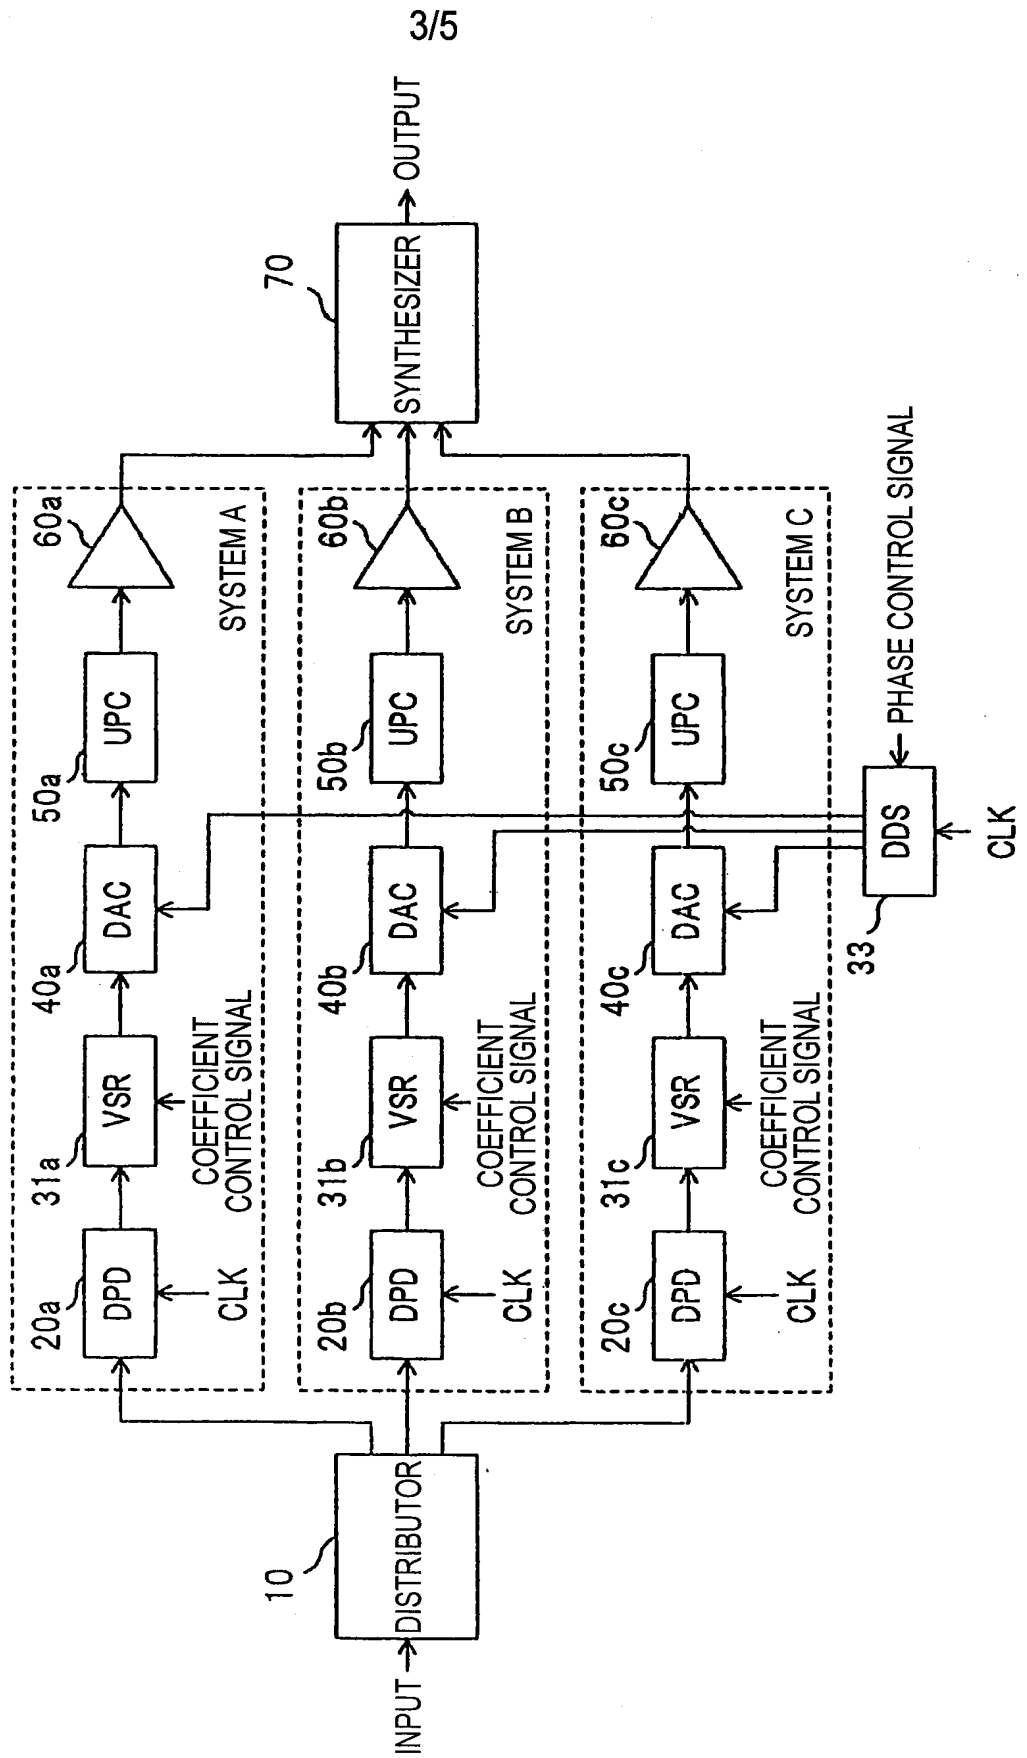 3/5
INPUT
10
DISTRIBUTOR
20a
DPD
CLK
31a
VSR
COEFFICIENT
CONTROL SIGNAL
40a
DAC
50a
UPC
60a
SYSTEM A
20b
DPD
CLK
31b
VSR
COEFFICIENT
CONTROL SIGNAL
40b
DAC
50b
UPC
60b
SYSTEM B
20c
DPD
CLK
31c
VSR
COEFFICIENT
CONTROL SIGNAL
40c
DAC
50c
UPC
60c
SYSTEM C
33
DDS
CLK
PHASE CONTROL SIGNAL
70
SYNTHESIZER
OUTPUT